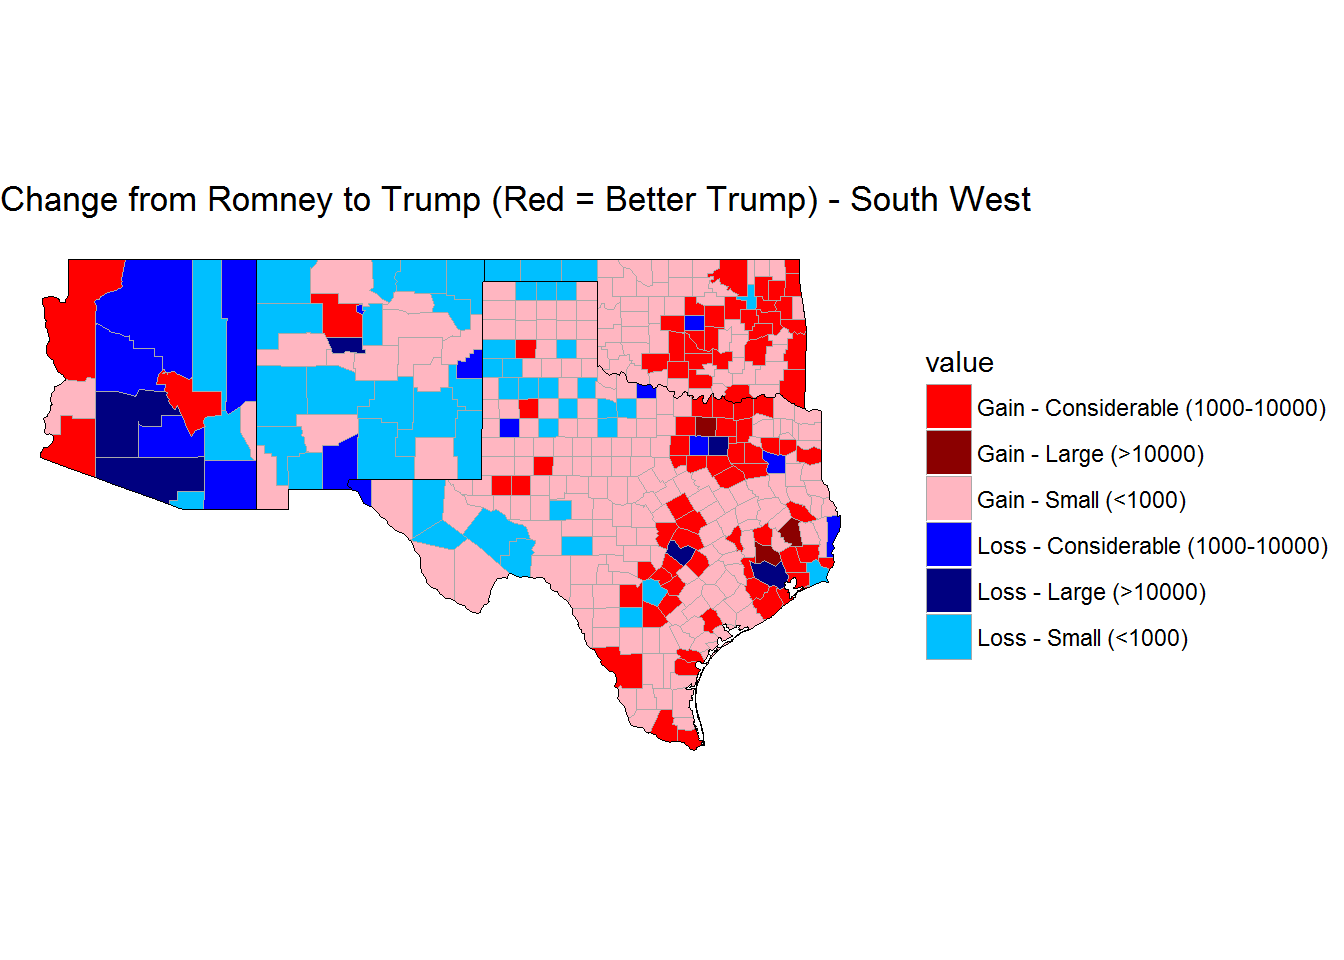 Change from Romney to Trump (Red = Better Trump) - South West
value
Gain - Considerable (1000-10000)
Gain - Large (>10000)
Gain - Small (<1000)
Loss - Considerable (1000-10000)
Loss - Large (>10000)
Loss - Small (<1000)